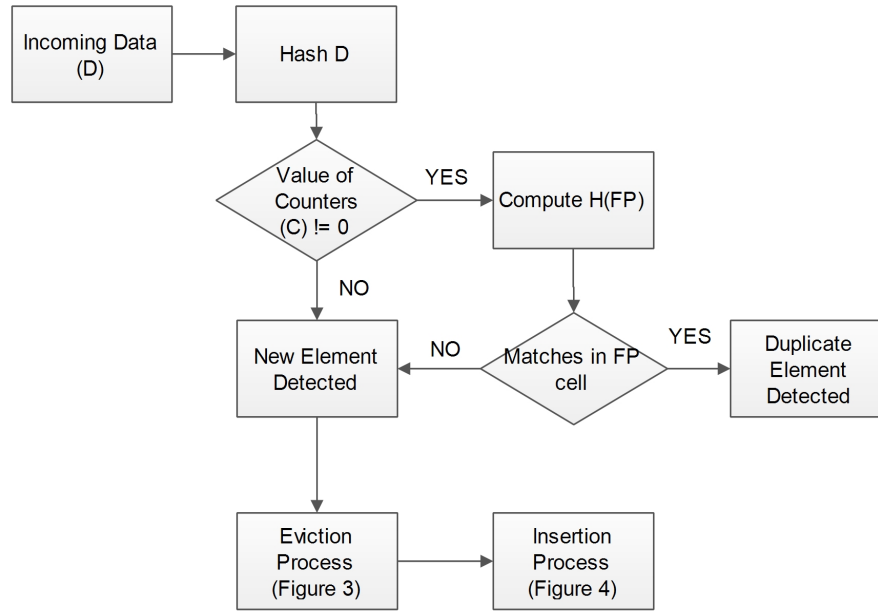 Incoming Data
(D)
Hash D
Value of
Counters
(C) != 0
YES
Compute H(FP)
NO
New Element
Detected
NO
Matches in FP
cell
YES
Duplicate
Element
Detected
Eviction
Process
(Figure 3)
Insertion
Process
(Figure 4)